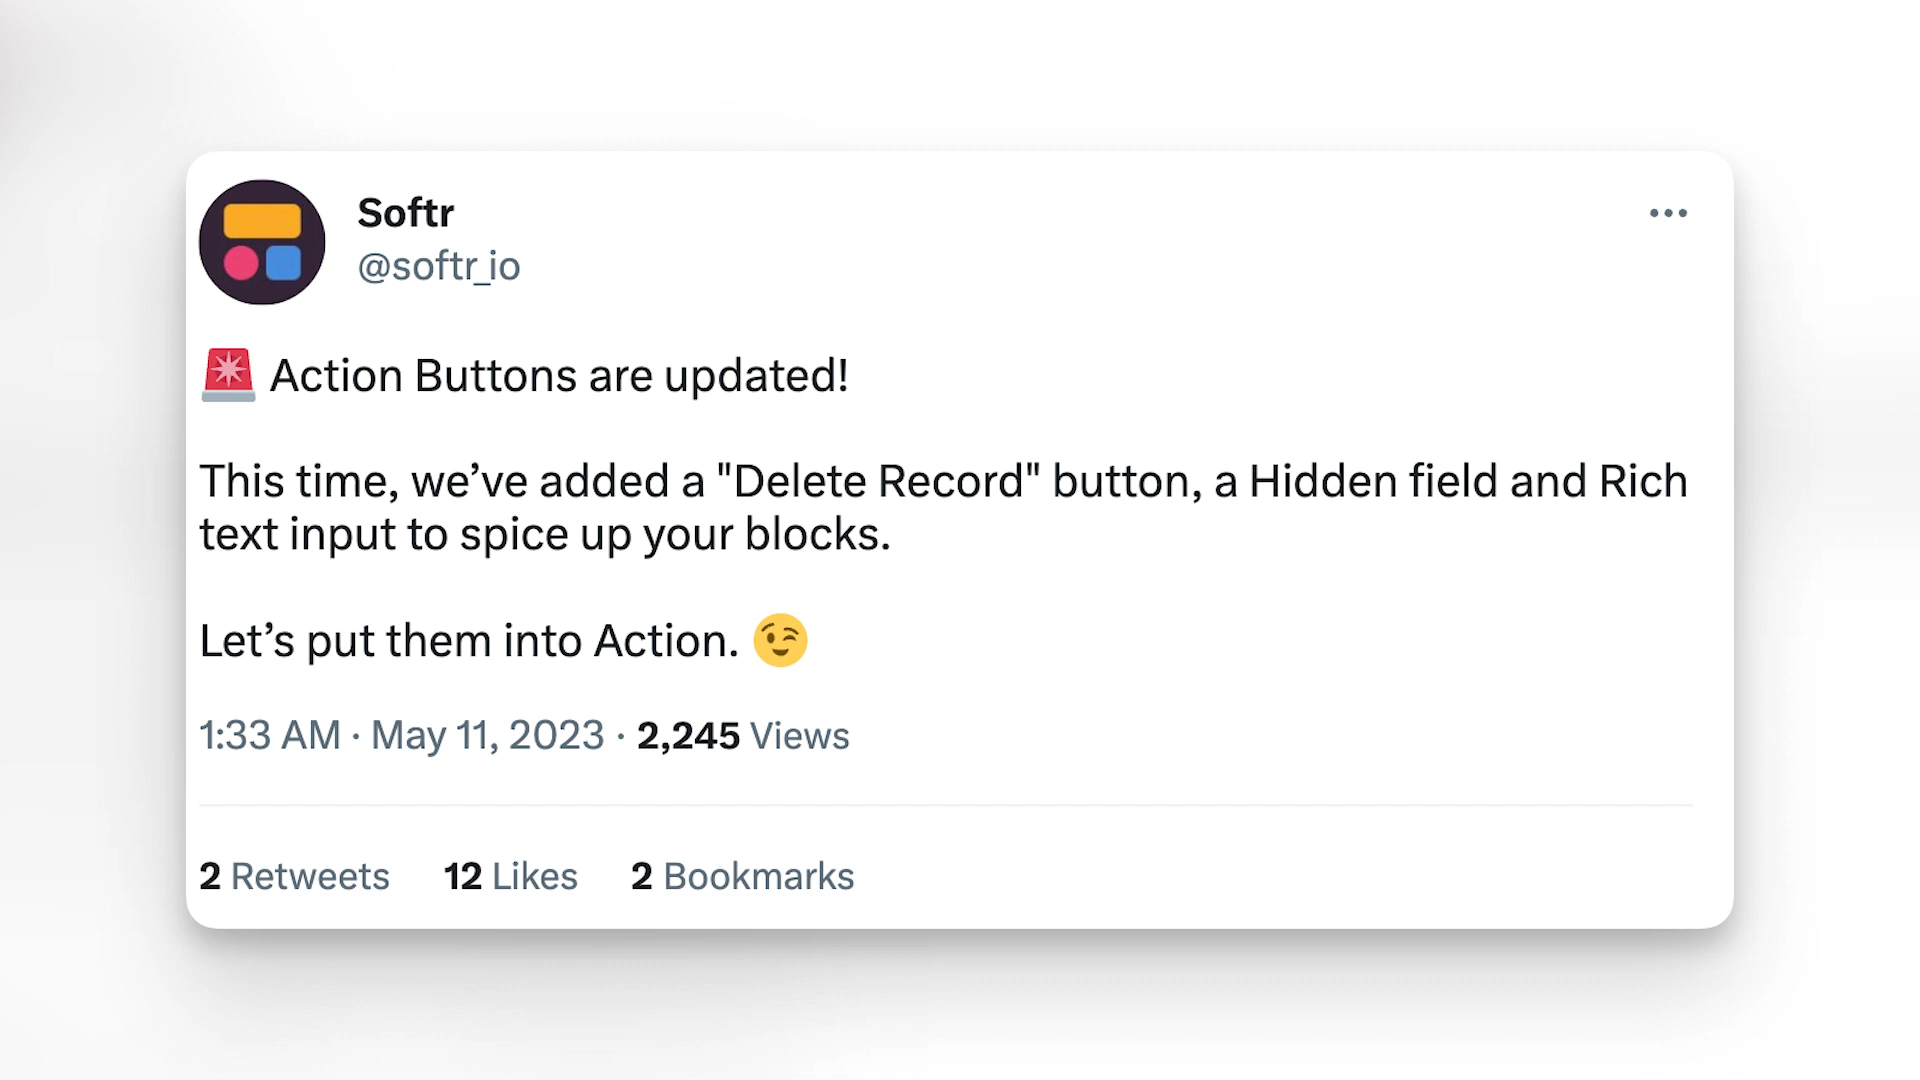 Softr
@softr_io
🚨 Action Buttons are updated!
This time, we’ve added a "Delete Record" button, a Hidden field and Rich
text input to spice up your blocks.
Let’s put them into Action. 😉
1:33 AM · May 11, 2023 · 2,245 Views
2 Retweets 12 Likes 2 Bookmarks